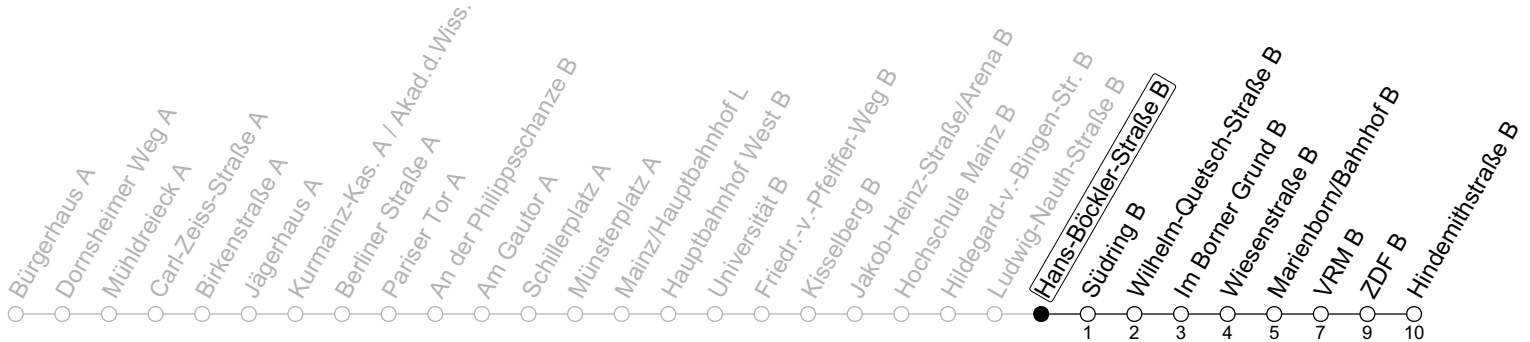 Bürgerhaus A
Dornsheimer Weg A
Mühldreieck A
Carl-Zeiss-Straße A
Birkenstraße A
Jägerhaus A
Kurmainz-Kas. A / Akad.d.Wiss.
Berliner Straße A
Pariser Tor A
An der Philippsschanze B
Am Gautor A
Schillerplatz A
Münsterplatz A
Mainz/Hauptbahnhof L
Hauptbahnhof West B
Universität B
Friedr.-v.-Pfeiffer-Weg B
Kisselberg B
Jakob-Heinz-Straße/Arena B
Hochschule Mainz B
Hildegard-v.-Bingen-Str. B
Ludwig-Nauth-Straße B
Hans-Böckler-Straße B
Südring B
Wilhelm-Quetsch-Straße B
Im Borner Grund B
Wiesenstraße B
Marienborn/Bahnhof B
VRM B
ZDF B
Hindemithstraße B
1 2 3 4 5 7 9 10